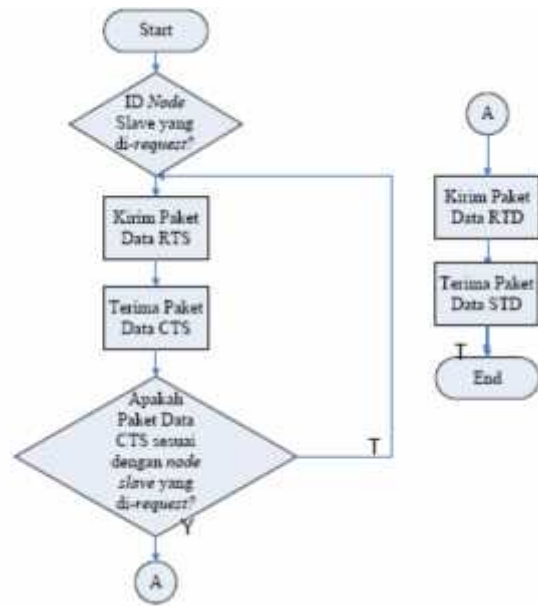 Start
ID Node
Slave yang
di-request?
Kirim Paket
Data RTS
Terima Paket
Data CTS
Apakah
Paket Data
CTS sesuai
dengan node
slave yang
di-request?
T
Y
A
A
Kirim Paket
Data RTD
Terima Paket
Data STD
T
End